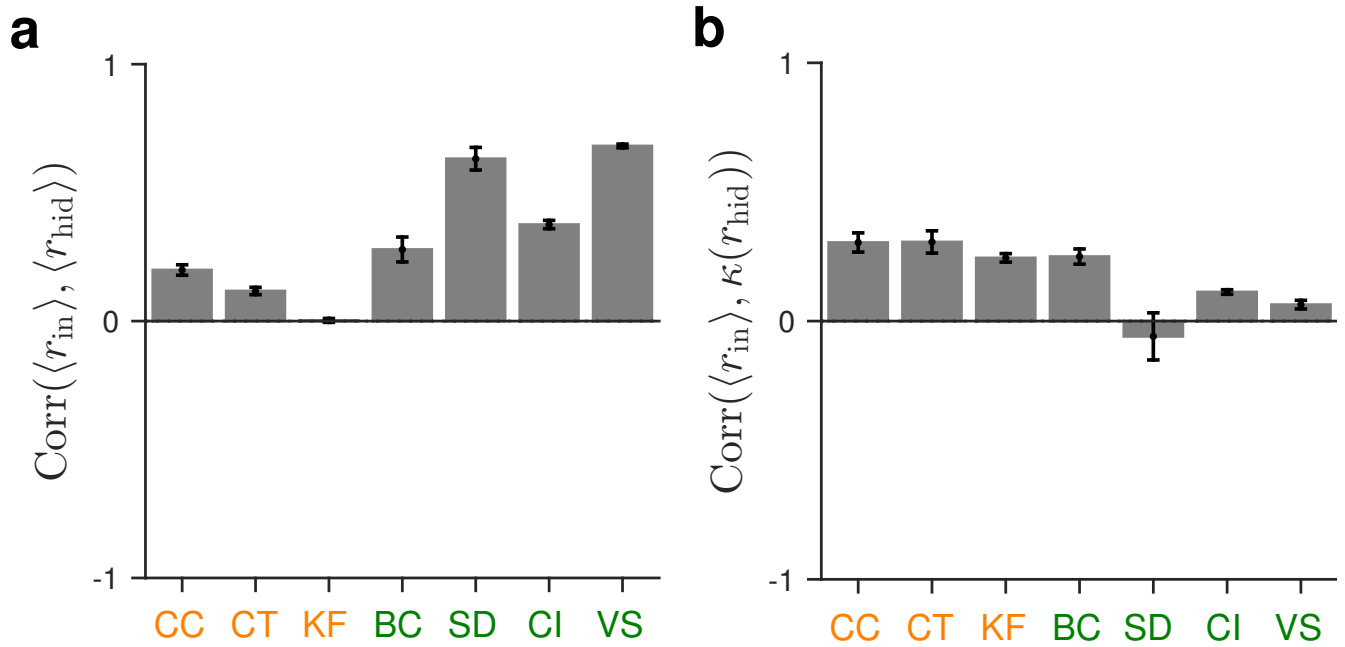 a
Corr(⟨r_in⟩, ⟨r_hid⟩)
1
0
-1
CC CT KF BC SD CI VS
b
Corr(⟨r_in⟩, κ(r_hid))
1
0
-1
CC CT KF BC SD CI VS